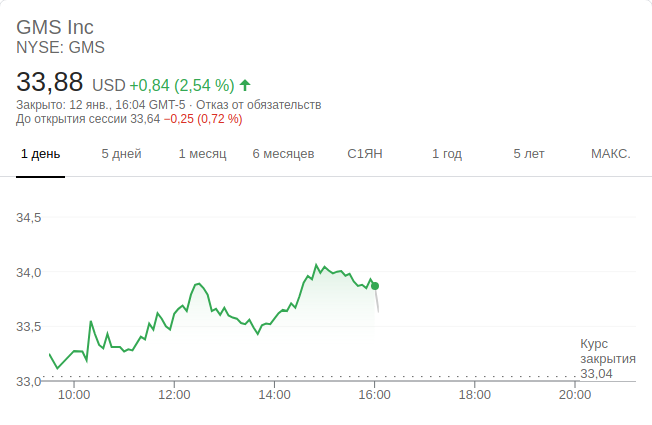 GMS Inc
NYSE: GMS
33,88 USD +0,84 (2,54 %)
Закрыто: 12 янв., 16:04 GMT-5 · Отказ от обязательств
До открытия сессии 33,64 −0,25 (0,72 %)
1 день 5 дней 1 месяц 6 месяцев С1ЯН 1 год 5 лет МАКС.
34,5
34,0
33,5
Курс
закрытия
33,04
33,0
10:00 12:00 14:00 16:00 18:00 20:00